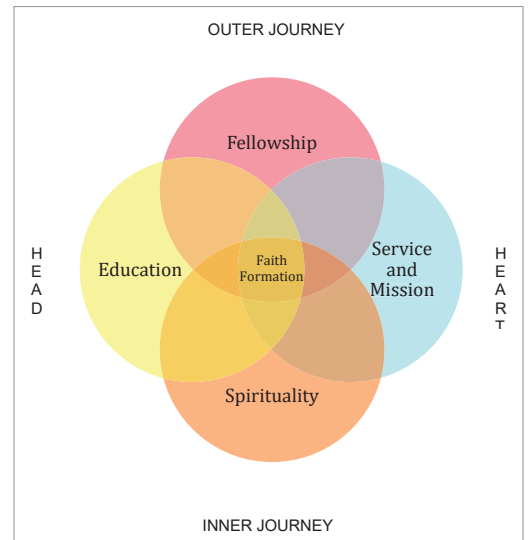 OUTER JOURNEY
Fellowship
H
E
A
D
Education
Faith
Formation
Service
and
Mission
H
E
A
R
T
Spirituality
INNER JOURNEY